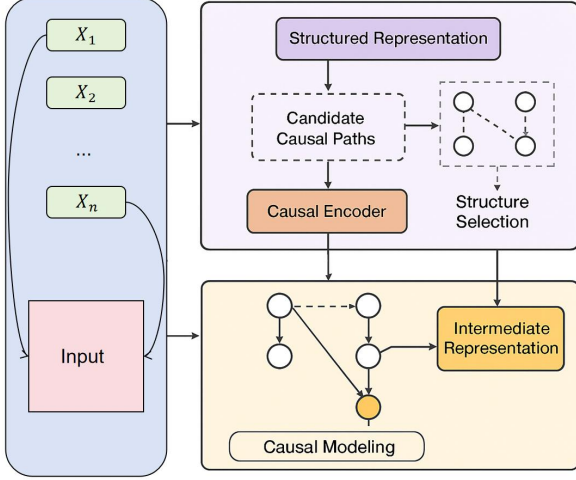 X₁
X₂
...
Xₙ
Input
Structured Representation
Candidate
Causal Paths
Causal Encoder
Structure
Selection
Intermediate
Representation
Causal Modeling